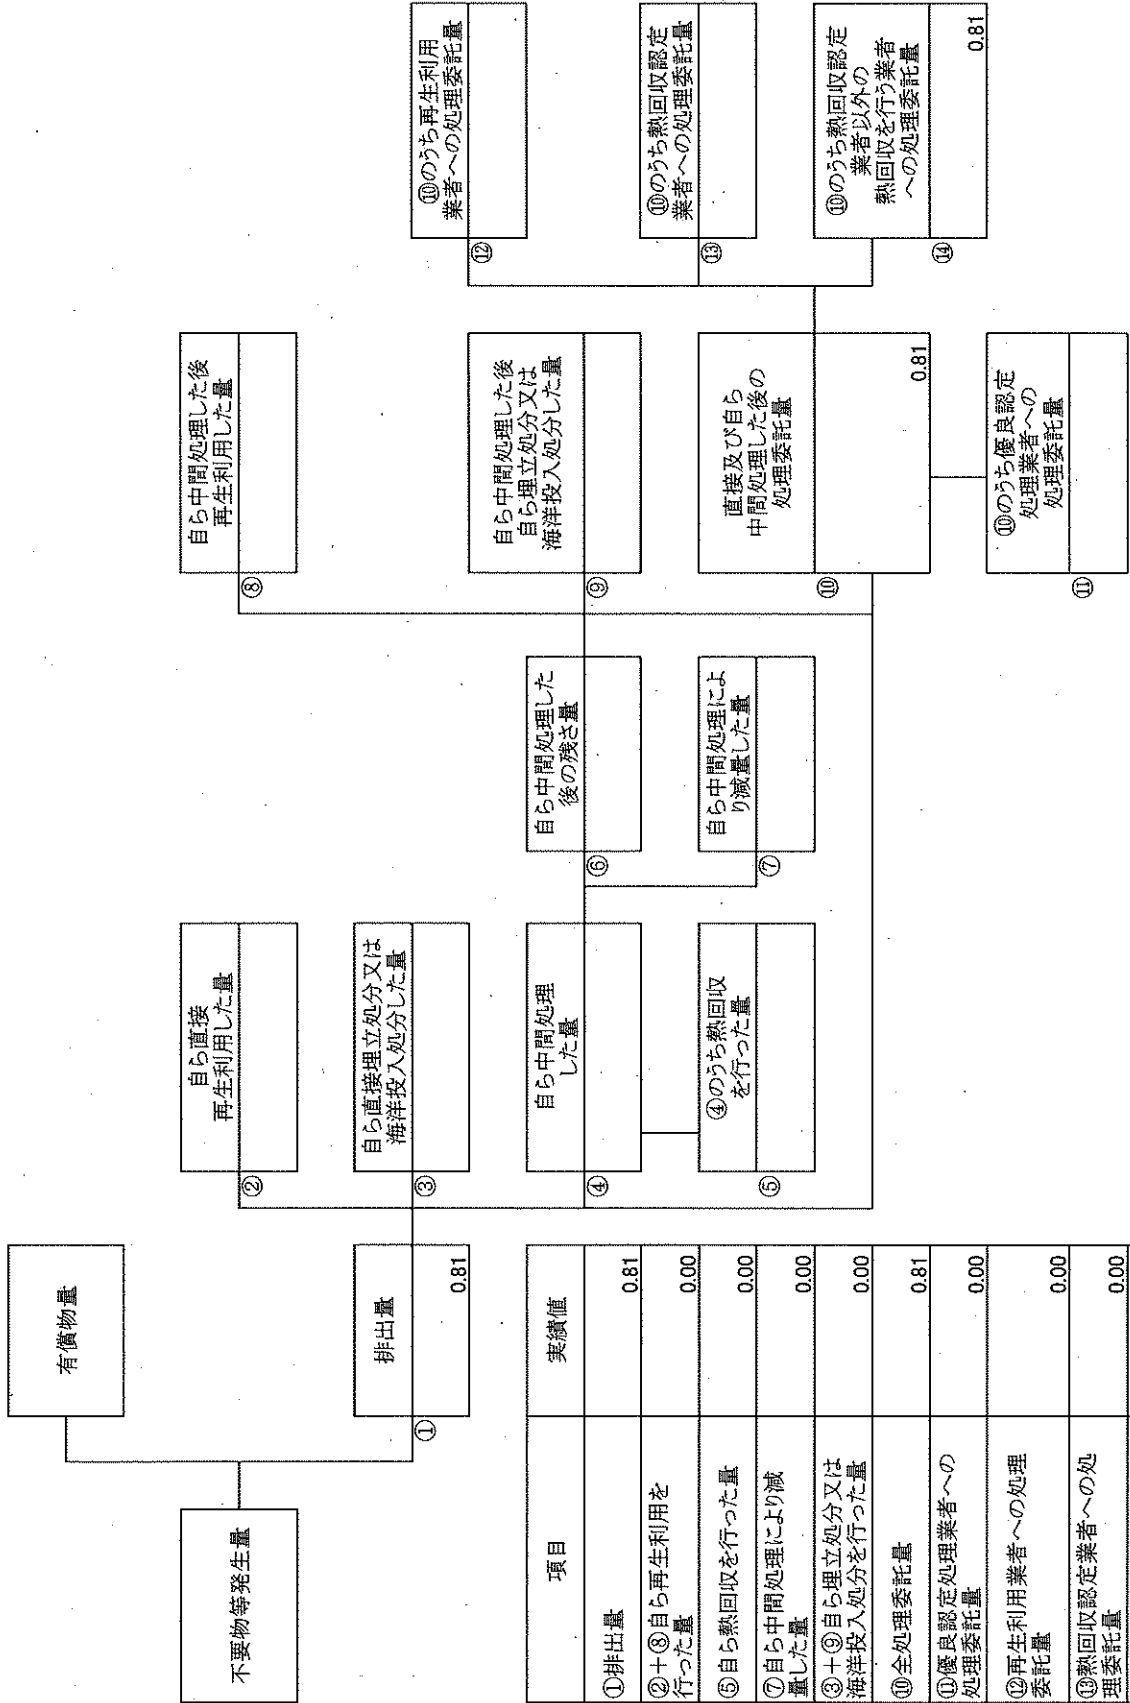 不要物等発生量
有償物量
①
排出量
0.81
②
自ら直接
再生利用した量
③
自ら直接埋立処分又は
海洋投入処分した量
④
自ら中間処理
した量
⑤
④のうち熱回収
を行った量
⑥
自ら中間処理した
後の残さ量
⑦
自ら中間処理によ
り減量した量
⑧
自ら中間処理した後
再生利用した量
⑨
自ら中間処理した後
自ら埋立処分又は
海洋投入処分した量
⑩
直接及び自ら
中間処理した後の
処理委託量
0.81
⑪
⑩のうち優良認定
処理業者への
処理委託量
⑫
⑩のうち再生利用
業者への処理委託量
⑬
⑩のうち熱回収認定
業者への処理委託量
⑭
⑩のうち熱回収認定
業者以外の
熱回収を行う業者
への処理委託量
0.81
項目 実績値
①排出量 0.81
②+⑧自ら再生利用を
行った量 0.00
⑤自ら熱回収を行った量 0.00
⑦自ら中間処理により減
量した量 0.00
③+⑨自ら埋立処分又は
海洋投入処分を行った量 0.00
⑩全処理委託量 0.81
⑪優良認定処理業者への
処理委託量 0.00
⑫再生利用業者への処理
委託量 0.00
⑬熱回収認定業者への処
理委託量 0.00